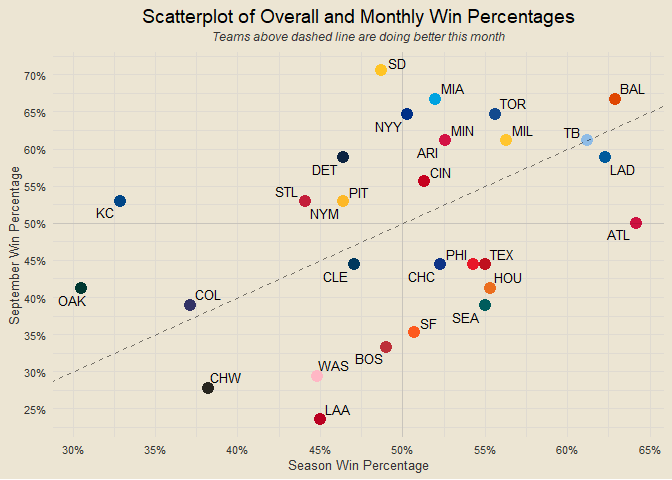 Scatterplot of Overall and Monthly Win Percentages
Teams above dashed line are doing better this month
SD
70%
MIA
BAL
65%
TOR
NYY
MIN
MIL
TB
60%
ARI
DET
LAD
55%
CIN
STL
PIT
KC
NYM
50%
ATL
45%
PHI
TEX
CLE
CHC
HOU
OAK
COL
40%
SEA
SF
35%
BOS
WAS
30%
CHW
25%
LAA
30%
35%
40%
45%
50%
55%
60%
65%
Season Win Percentage
September Win Percentage